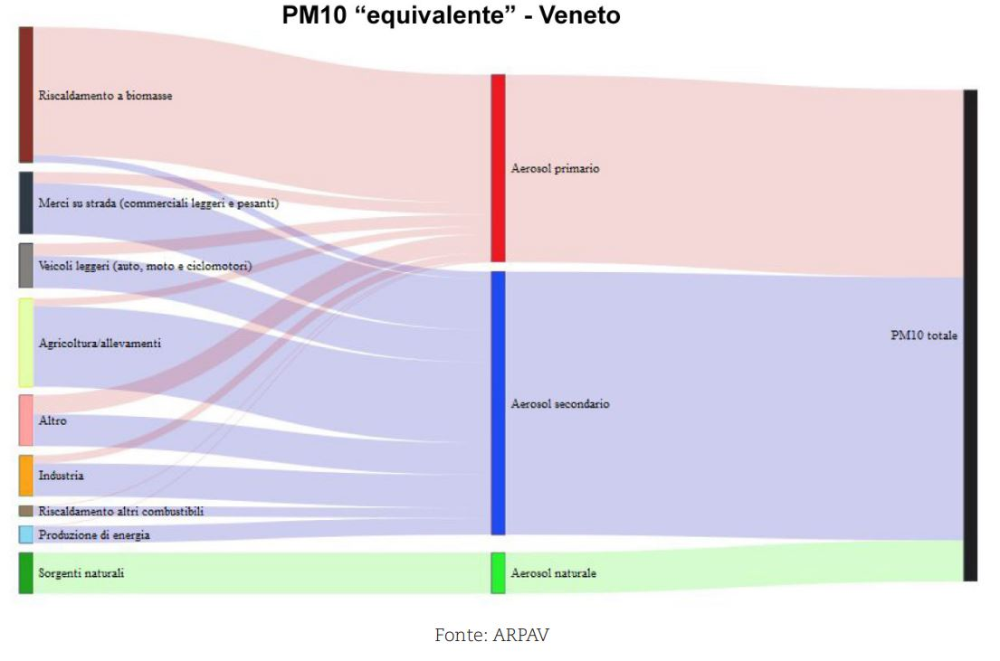 PM10 “equivalente” - Veneto
Riscaldamento a biomasse
Aerosol primario
Merci su strada (commerciali leggeri e pesanti)
Veicoli leggeri (auto, moto e ciclomotori)
PM10 totale
Agricoltura/allevamenti
Aerosol secondario
Altro
Industria
Riscaldamento altri combustibili
Produzione di energia
Sorgenti naturali
Aerosol naturale
Fonte: ARPAV